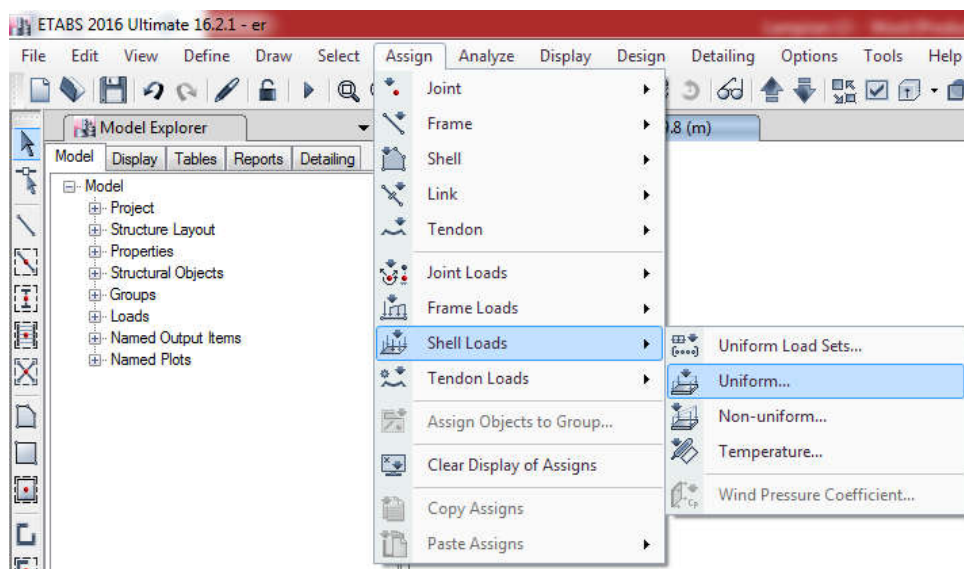 ETABS 2016 Ultimate 16.2.1 - er
File Edit View Define Draw Select Assign Analyze Display Design Detailing Options Tools Help
Model Explorer
.8 (m)
Model Display Tables Reports Detailing
Model
Project
Structure Layout
Properties
Structural Objects
Groups
Loads
Named Output Items
Named Plots
Joint
Frame
Shell
Link
Tendon
Joint Loads
Frame Loads
Shell Loads
Tendon Loads
Assign Objects to Group...
Clear Display of Assigns
Copy Assigns
Paste Assigns
Uniform Load Sets...
Uniform...
Non-uniform...
Temperature...
Wind Pressure Coefficient...